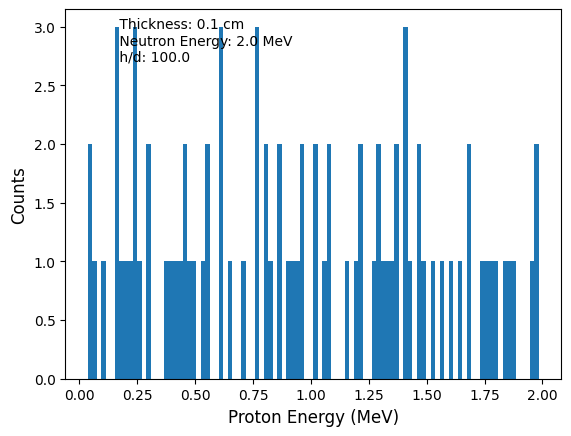 Thickness: 0.1 cm
Neutron Energy: 2.0 MeV
h/d: 100.0
3.0
2.5
2.0
1.5
1.0
0.5
0.0
Counts
0.00 0.25 0.50 0.75 1.00 1.25 1.50 1.75 2.00
Proton Energy (MeV)